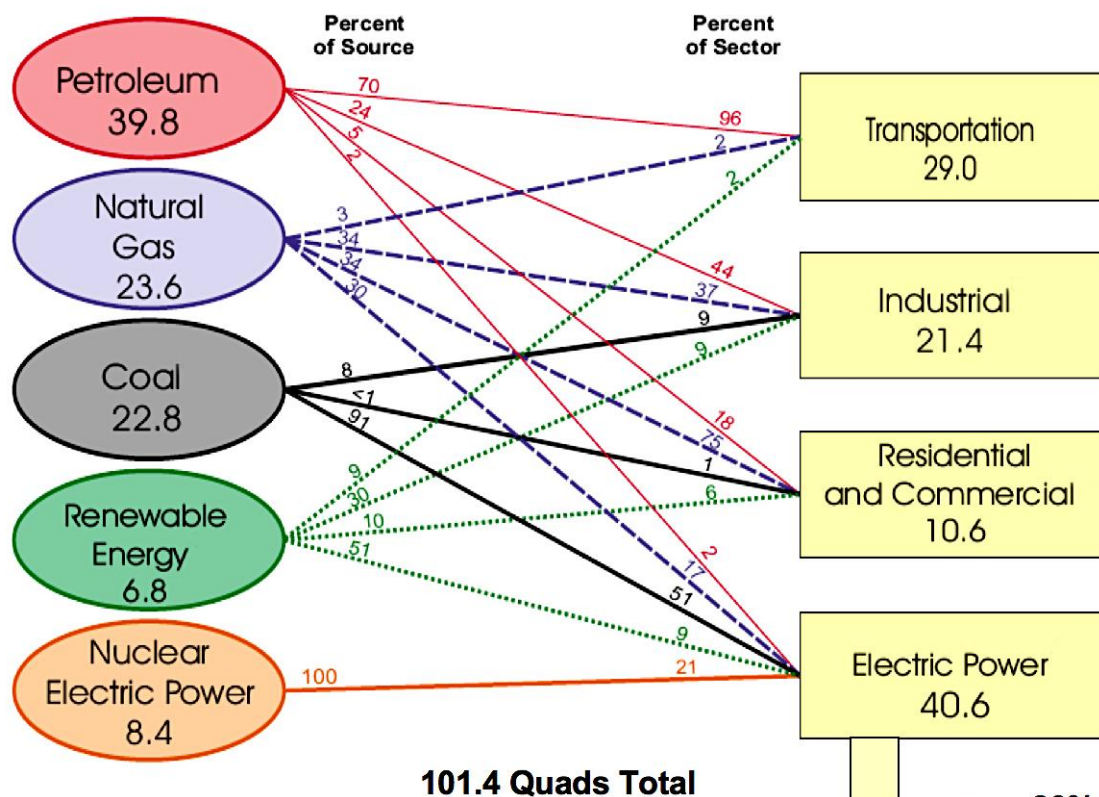 Percent
of Source
Percent
of Sector
Petroleum
39.8
Natural
Gas
23.6
Coal
22.8
Renewable
Energy
6.8
Nuclear
Electric Power
8.4
70
24
5
2
3
34
34
30
8
<1
91
9
30
10
51
100
96
2
2
44
37
9
9
18
75
1
6
2
17
51
9
21
Transportation
29.0
Industrial
21.4
Residential
and Commercial
10.6
Electric Power
40.6
101.4 Quads Total